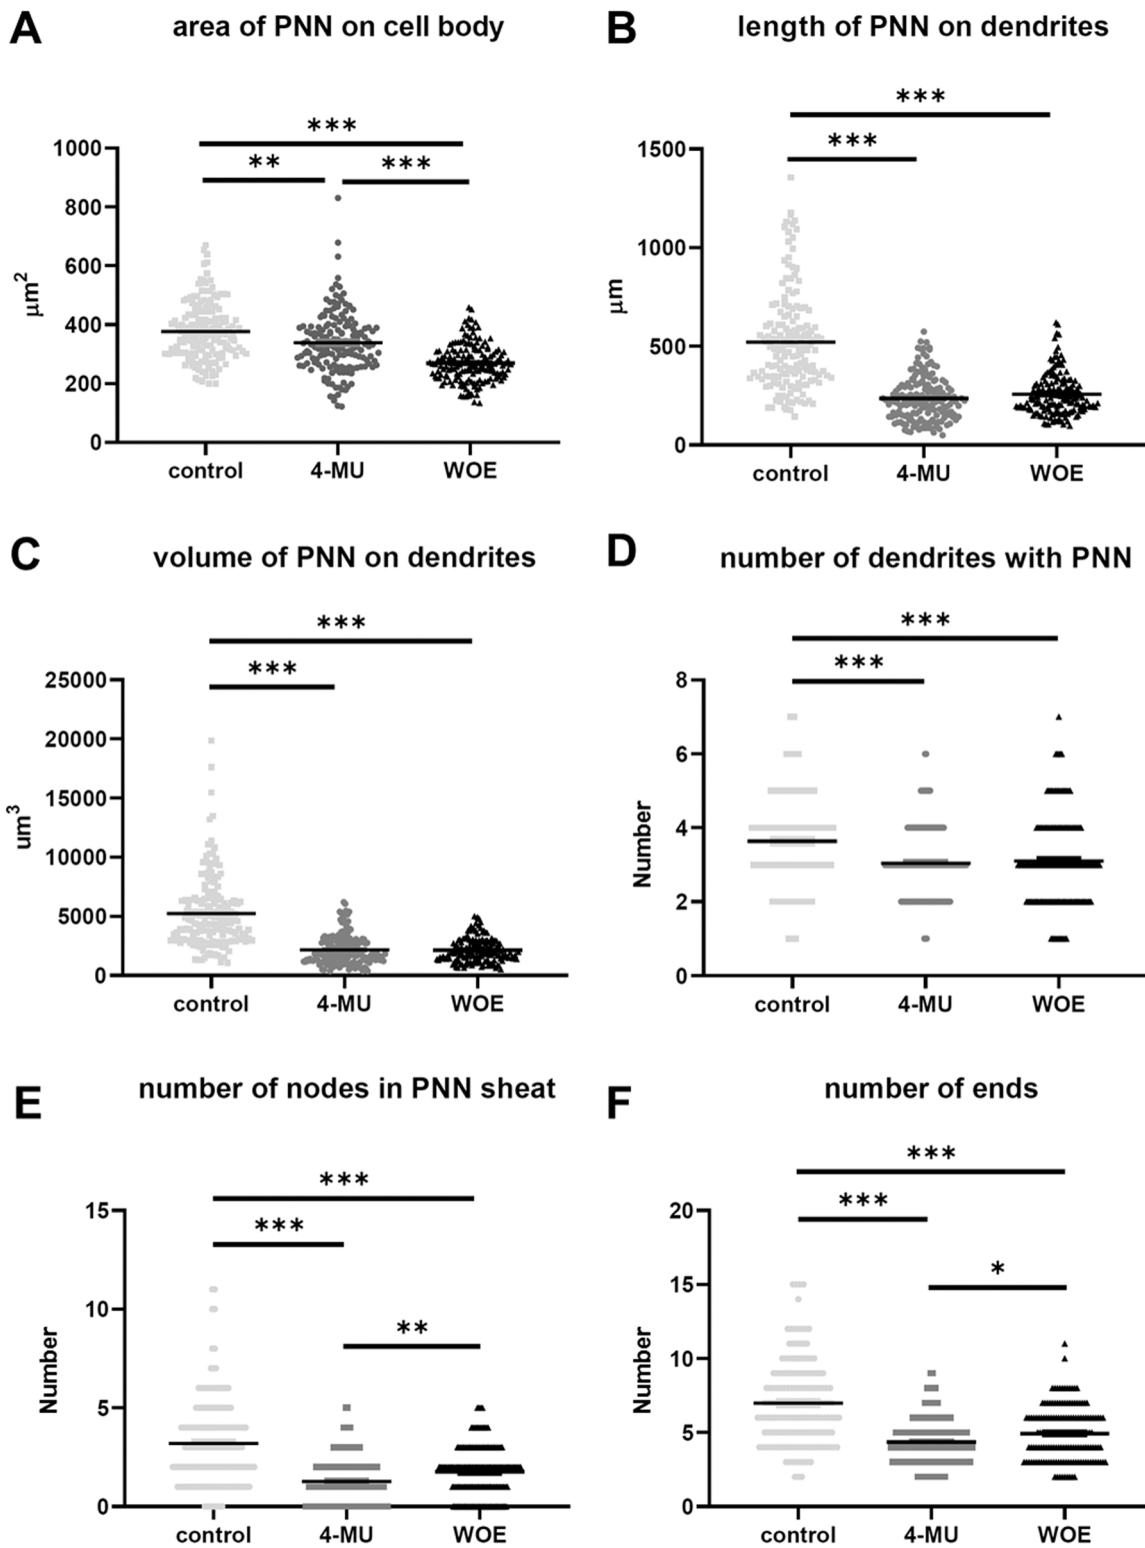 A area of PNN on cell body
***
** ***
1000
800
600
400
200
0
μm2
control 4-MU WOE
B length of PNN on dendrites
***
***
1500
1000
500
0
μm
control 4-MU WOE
C volume of PNN on dendrites
***
***
25000
20000
15000
10000
5000
0
um3
control 4-MU WOE
D number of dendrites with PNN
***
***
8
6
4
2
0
Number
control 4-MU WOE
E number of nodes in PNN sheat
***
***
**
15
10
5
0
Number
control 4-MU WOE
F number of ends
***
***
*
20
15
10
5
0
Number
control 4-MU WOE